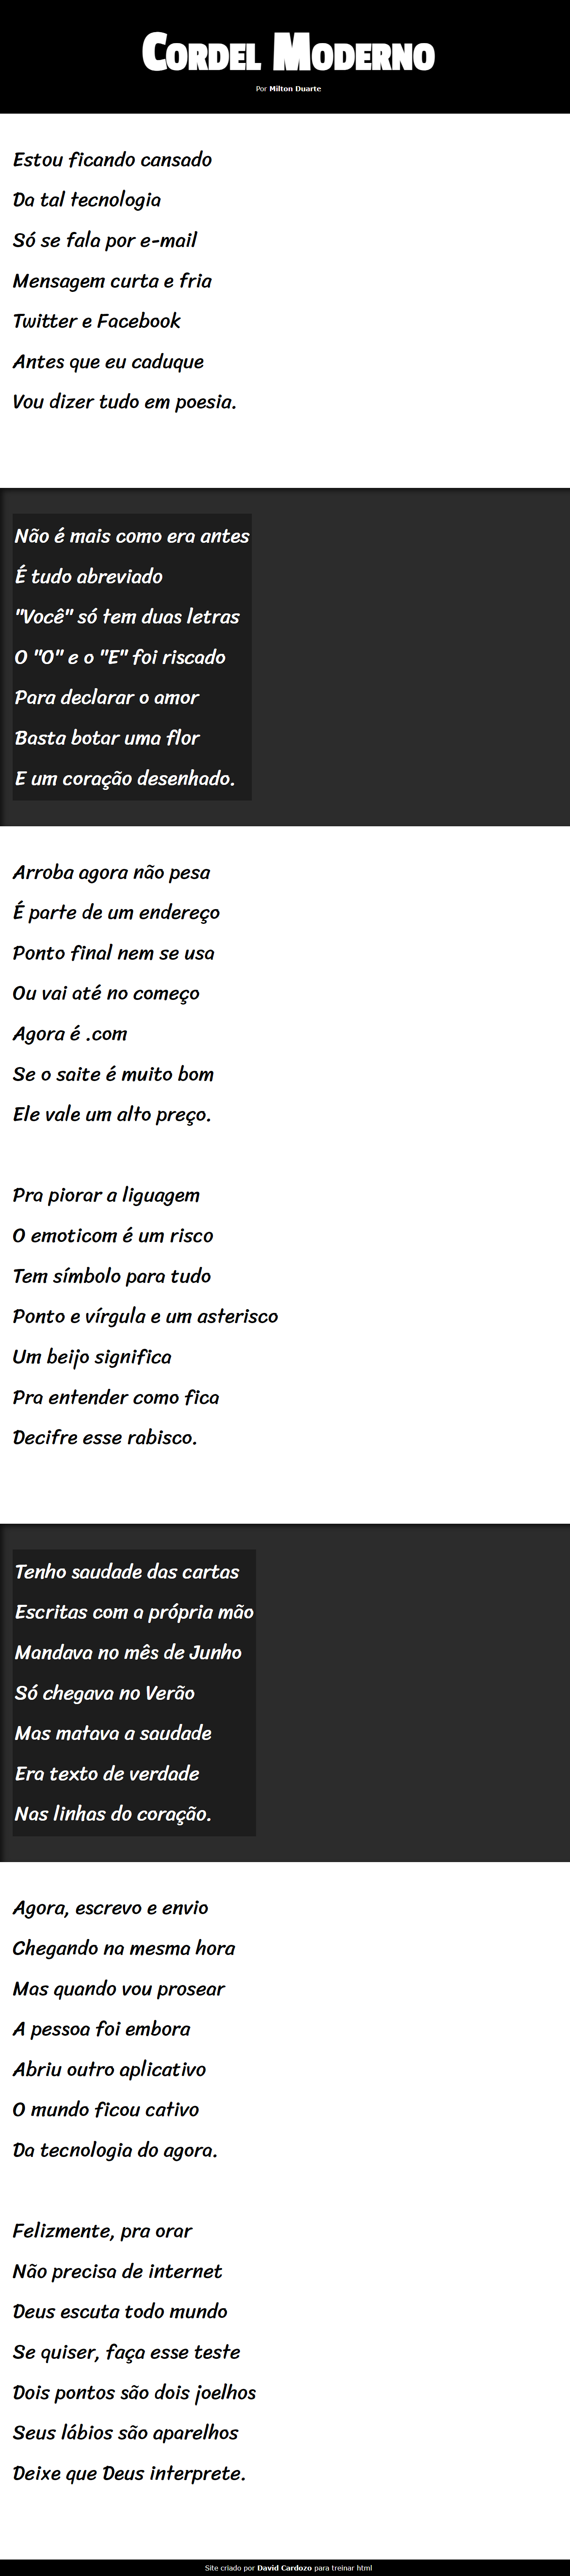 Cordel Moderno
Por Milton Duarte
Estou ficando cansado
Da tal tecnologia
Só se fala por e-mail
Mensagem curta e fria
Twitter e Facebook
Antes que eu caduque
Vou dizer tudo em poesia.
Não é mais como era antes
É tudo abreviado
"Você" só tem duas letras
O "O" e o "E" foi riscado
Para declarar o amor
Basta botar uma flor
E um coração desenhado.
Arroba agora não pesa
É parte de um endereço
Ponto final nem se usa
Ou vai até no começo
Agora é .com
Se o saite é muito bom
Ele vale um alto preço.
Pra piorar a liguagem
O emoticom é um risco
Tem símbolo para tudo
Ponto e vírgula e um asterisco
Um beijo significa
Pra entender como fica
Decifre esse rabisco.
Tenho saudade das cartas
Escritas com a própria mão
Mandava no mês de Junho
Só chegava no Verão
Mas matava a saudade
Era texto de verdade
Nas linhas do coração.
Agora, escrevo e envio
Chegando na mesma hora
Mas quando vou prosear
A pessoa foi embora
Abriu outro aplicativo
O mundo ficou cativo
Da tecnologia do agora.
Felizmente, pra orar
Não precisa de internet
Deus escuta todo mundo
Se quiser, faça esse teste
Dois pontos são dois joelhos
Seus lábios são aparelhos
Deixe que Deus interprete.
Site criado por David Cardozo para treinar html